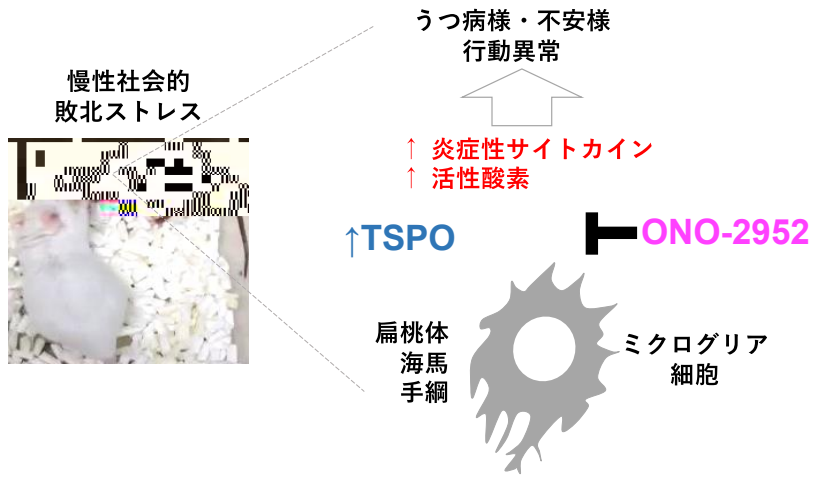 うつ病様・不安様
行動異常
慢性社会的
敗北ストレス
↑ 炎症性サイトカイン
↑ 活性酸素
↑TSPO
ONO-2952
扁桃体
海馬
手綱
ミクログリア
細胞